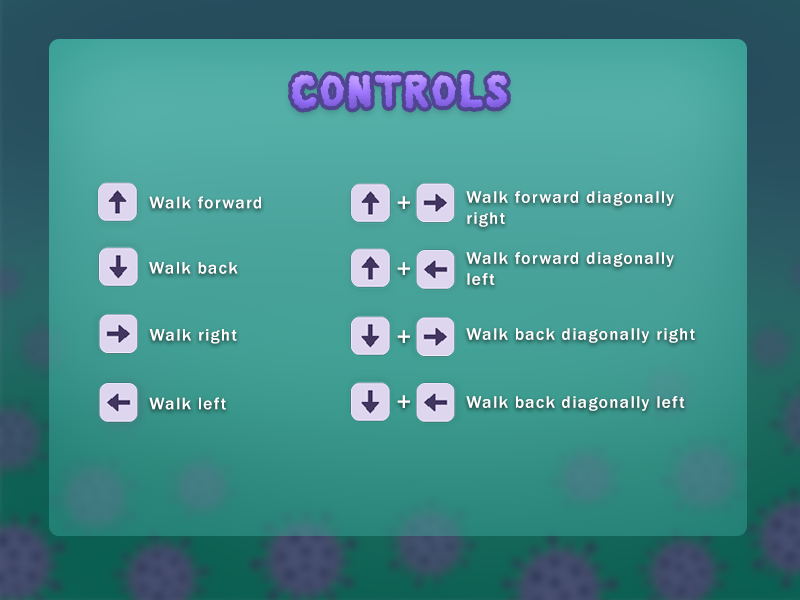 CONTROLS
Walk forward
+ Walk forward diagonally
right
Walk back
+ Walk forward diagonally
left
Walk right
+ Walk back diagonally right
Walk left
+ Walk back diagonally left